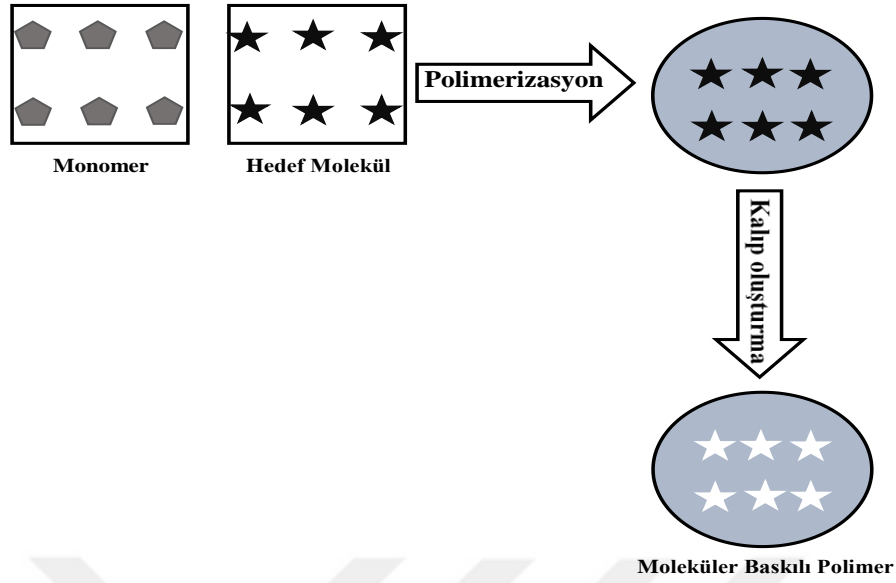 Polimerizasyon
Monomer
Hedef Molekül
Kalıp oluşturma
Moleküler Baskılı Polimer